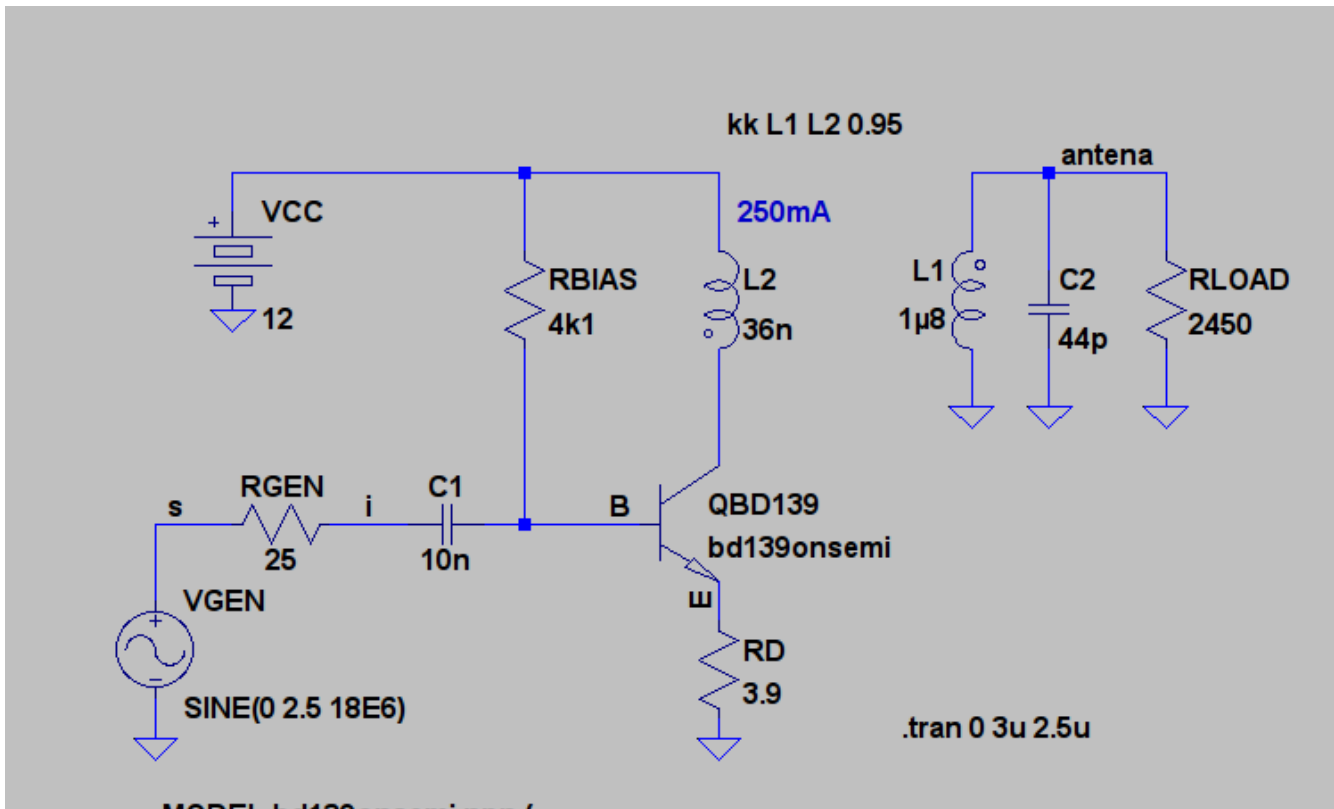 kk L1 L2 0.95
antena
VCC
250mA
RBIAS
L2
L1
C2
RLOAD
4k1
36n
1µ8
44p
2450
12
RGEN
C1
s
i
B
QBD139
25
10n
bd139onsemi
E
VGEN
RD
3.9
SINE(0 2.5 18E6)
.tran 0 3u 2.5u